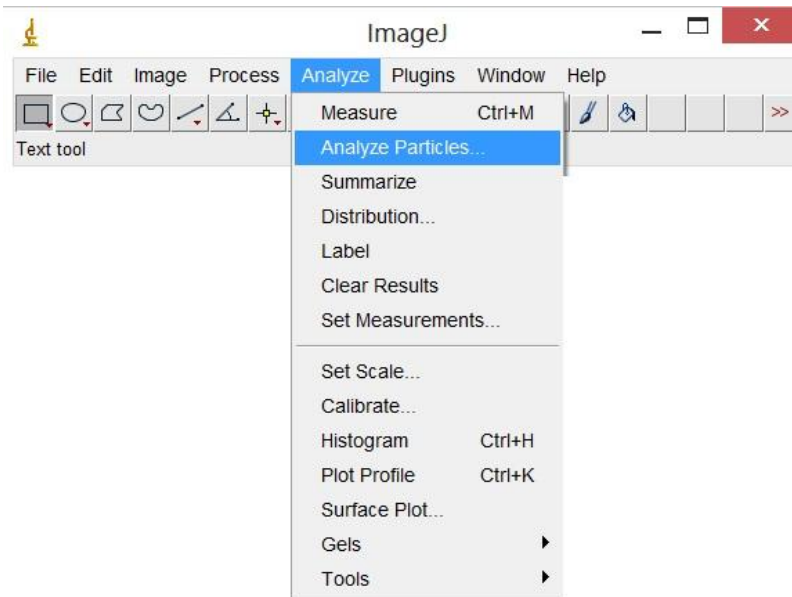 ImageJ
File Edit Image Process Analyze Plugins Window Help
>>
Text tool
Measure Ctrl+M
Analyze Particles...
Summarize
Distribution...
Label
Clear Results
Set Measurements...
Set Scale...
Calibrate...
Histogram Ctrl+H
Plot Profile Ctrl+K
Surface Plot...
Gels
Tools